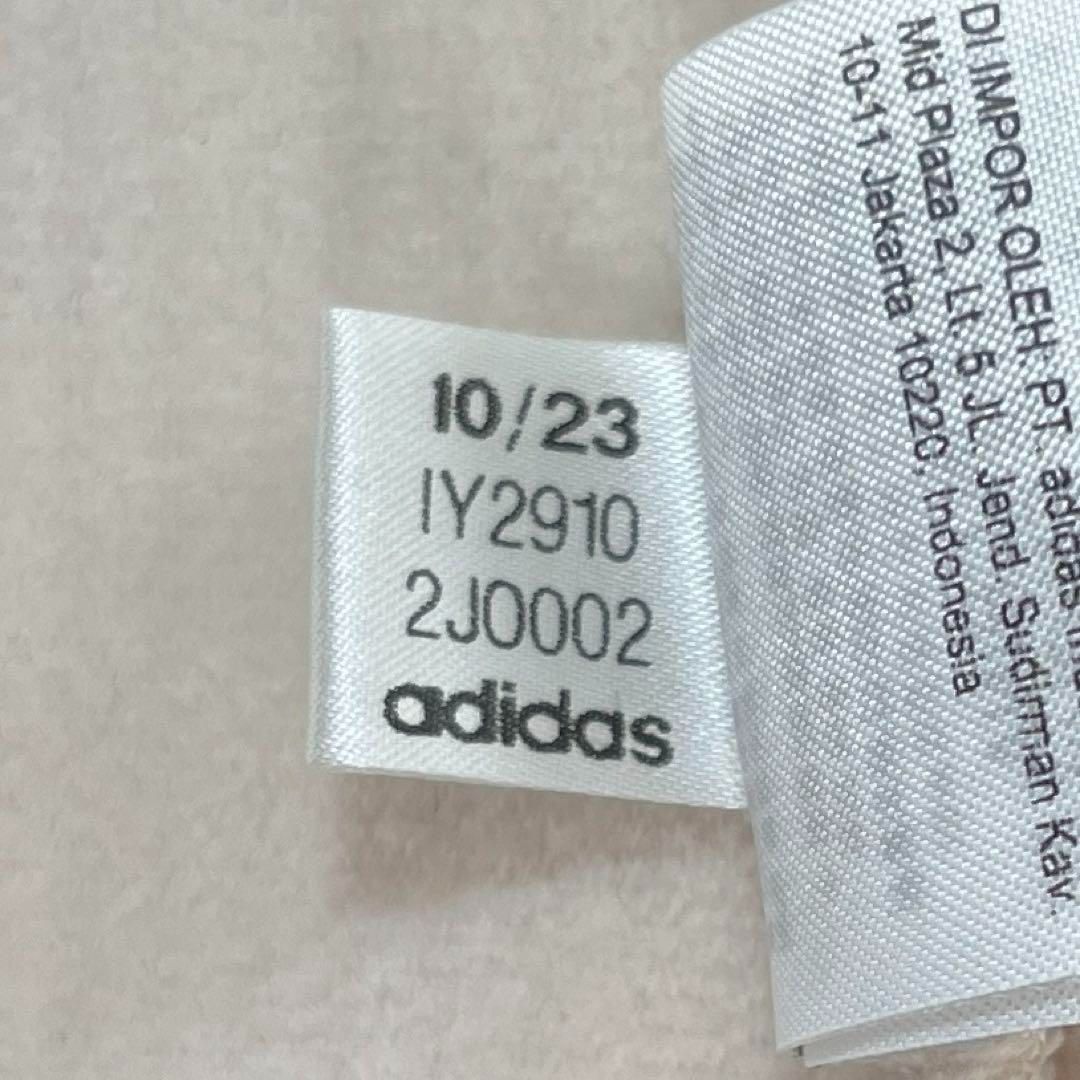 10/23
IY2910
2J0002
adidas
DI IMPOR OLEH: PT. adidas
Mid Plaza 2, Lt. 5 JL. Jend. Sudirman Kav.
10-11 Jakarta 10220, Indonesia